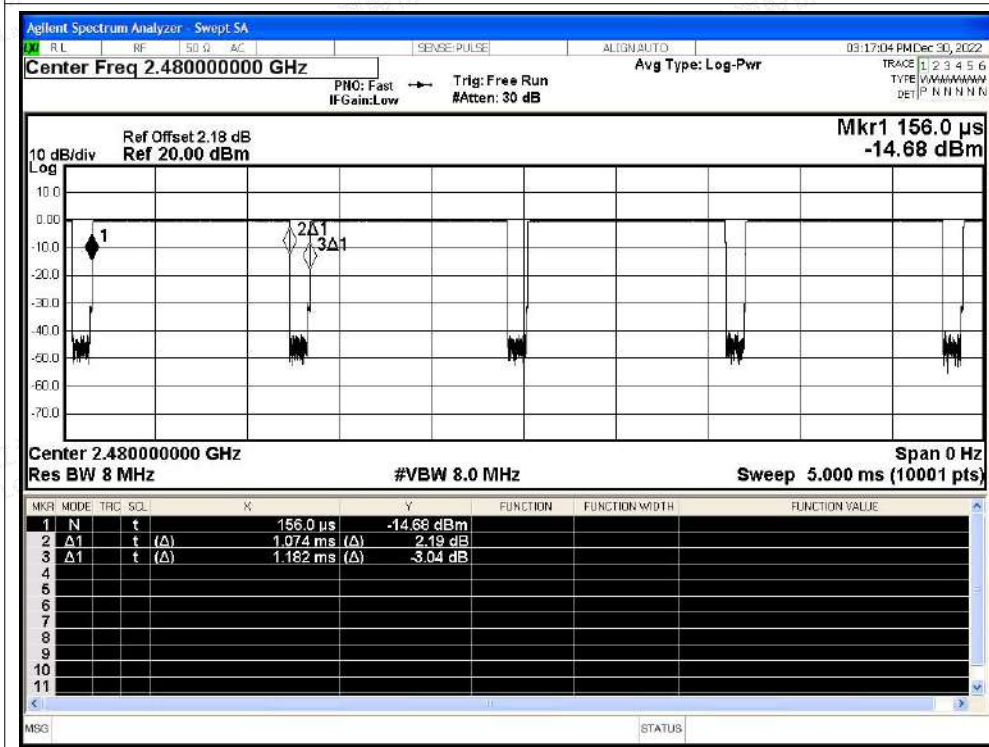 Agilent Spectrum Analyzer - Swept SA
LXI RL RF 50 Ω AC SENSE:PULSE ALIGNAUTO 03:17:04 PM Dec 30, 2022
Center Freq 2.480000000 GHz
PNO: Fast
IFGain:Low
Trig: Free Run
#Atten: 30 dB
Avg Type: Log-Pwr
TRACE 1 2 3 4 5 6
TYPE
DET P N N N N N
Mkr1 156.0 µs
-14.68 dBm
Ref Offset 2.18 dB
10 dB/div Ref 20.00 dBm
Log
10.0
0.00
-10.0
-20.0
-30.0
-40.0
-50.0
-60.0
-70.0
1
2Δ1
3Δ1
Center 2.480000000 GHz Span 0 Hz
Res BW 8 MHz #VBW 8.0 MHz Sweep 5.000 ms (10001 pts)
MKR MODE TRC SCL X Y FUNCTION FUNCTION WIDTH FUNCTION VALUE
1 N t 156.0 µs -14.68 dBm
2 Δ1 t (Δ) 1.074 ms (Δ) 2.19 dB
3 Δ1 t (Δ) 1.182 ms (Δ) -3.04 dB
4
5
6
7
8
9
10
11
MSG STATUS